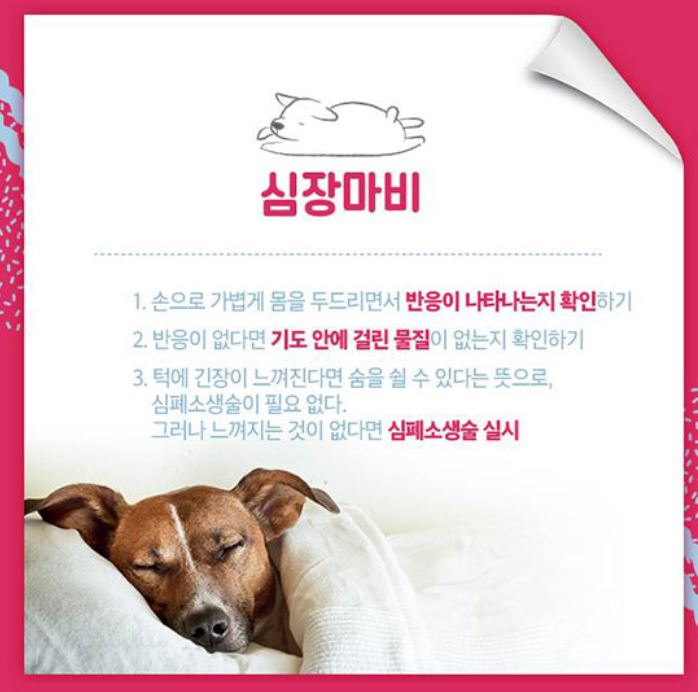 심장마비
1. 손으로 가볍게 몸을 두드리면서 반응이 나타나는지 확인하기
2. 반응이 없다면 기도 안에 걸린 물질이 없는지 확인하기
3. 턱에 긴장이 느껴진다면 숨을 쉴 수 있다는 뜻으로,
심폐소생술이 필요 없다.
그러나 느껴지는 것이 없다면 심폐소생술 실시